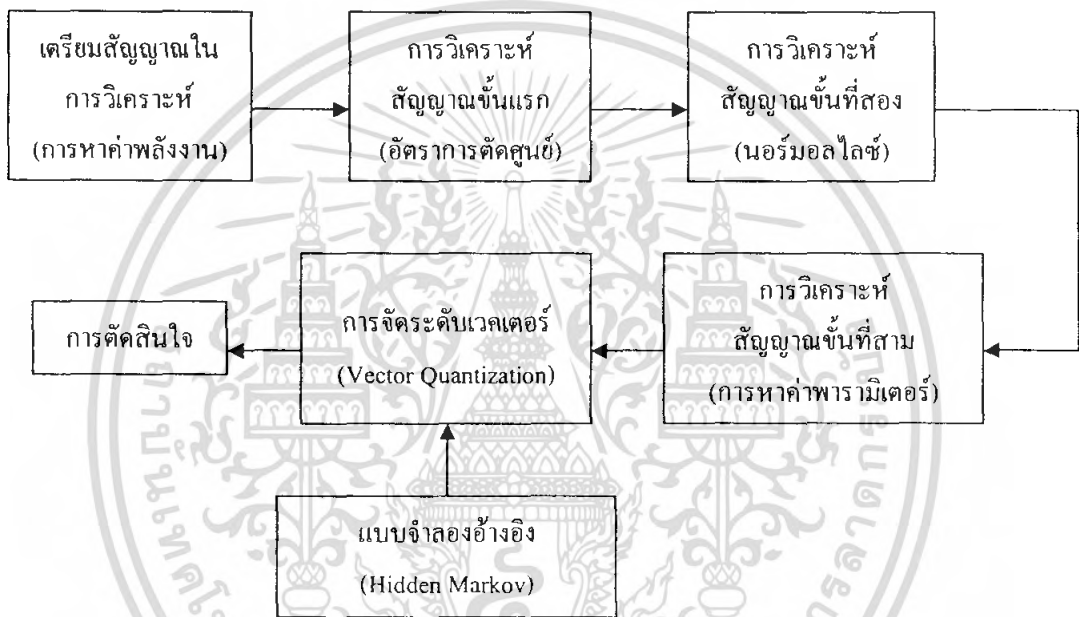 เตรียมสัญญาณใน
การวิเคราะห์
(การหาค่าพลังงาน)
การวิเคราะห์
สัญญาณขั้นแรก
(อัตราการตัดศูนย์)
การวิเคราะห์
สัญญาณขั้นที่สอง
(นอร์มอลไลซ์)
การวิเคราะห์
สัญญาณขั้นที่สาม
(การหาค่าพารามิเตอร์)
การจัดระดับเวคเตอร์
(Vector Quantization)
การตัดสินใจ
แบบจำลองอ้างอิง
(Hidden Markov)